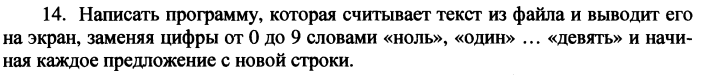 14. Написать программу, которая считывает текст из файла и выводит его
на экран, заменяя цифры от 0 до 9 словами «ноль», «один» … «девять» и начи-
ная каждое предложение с новой строки.